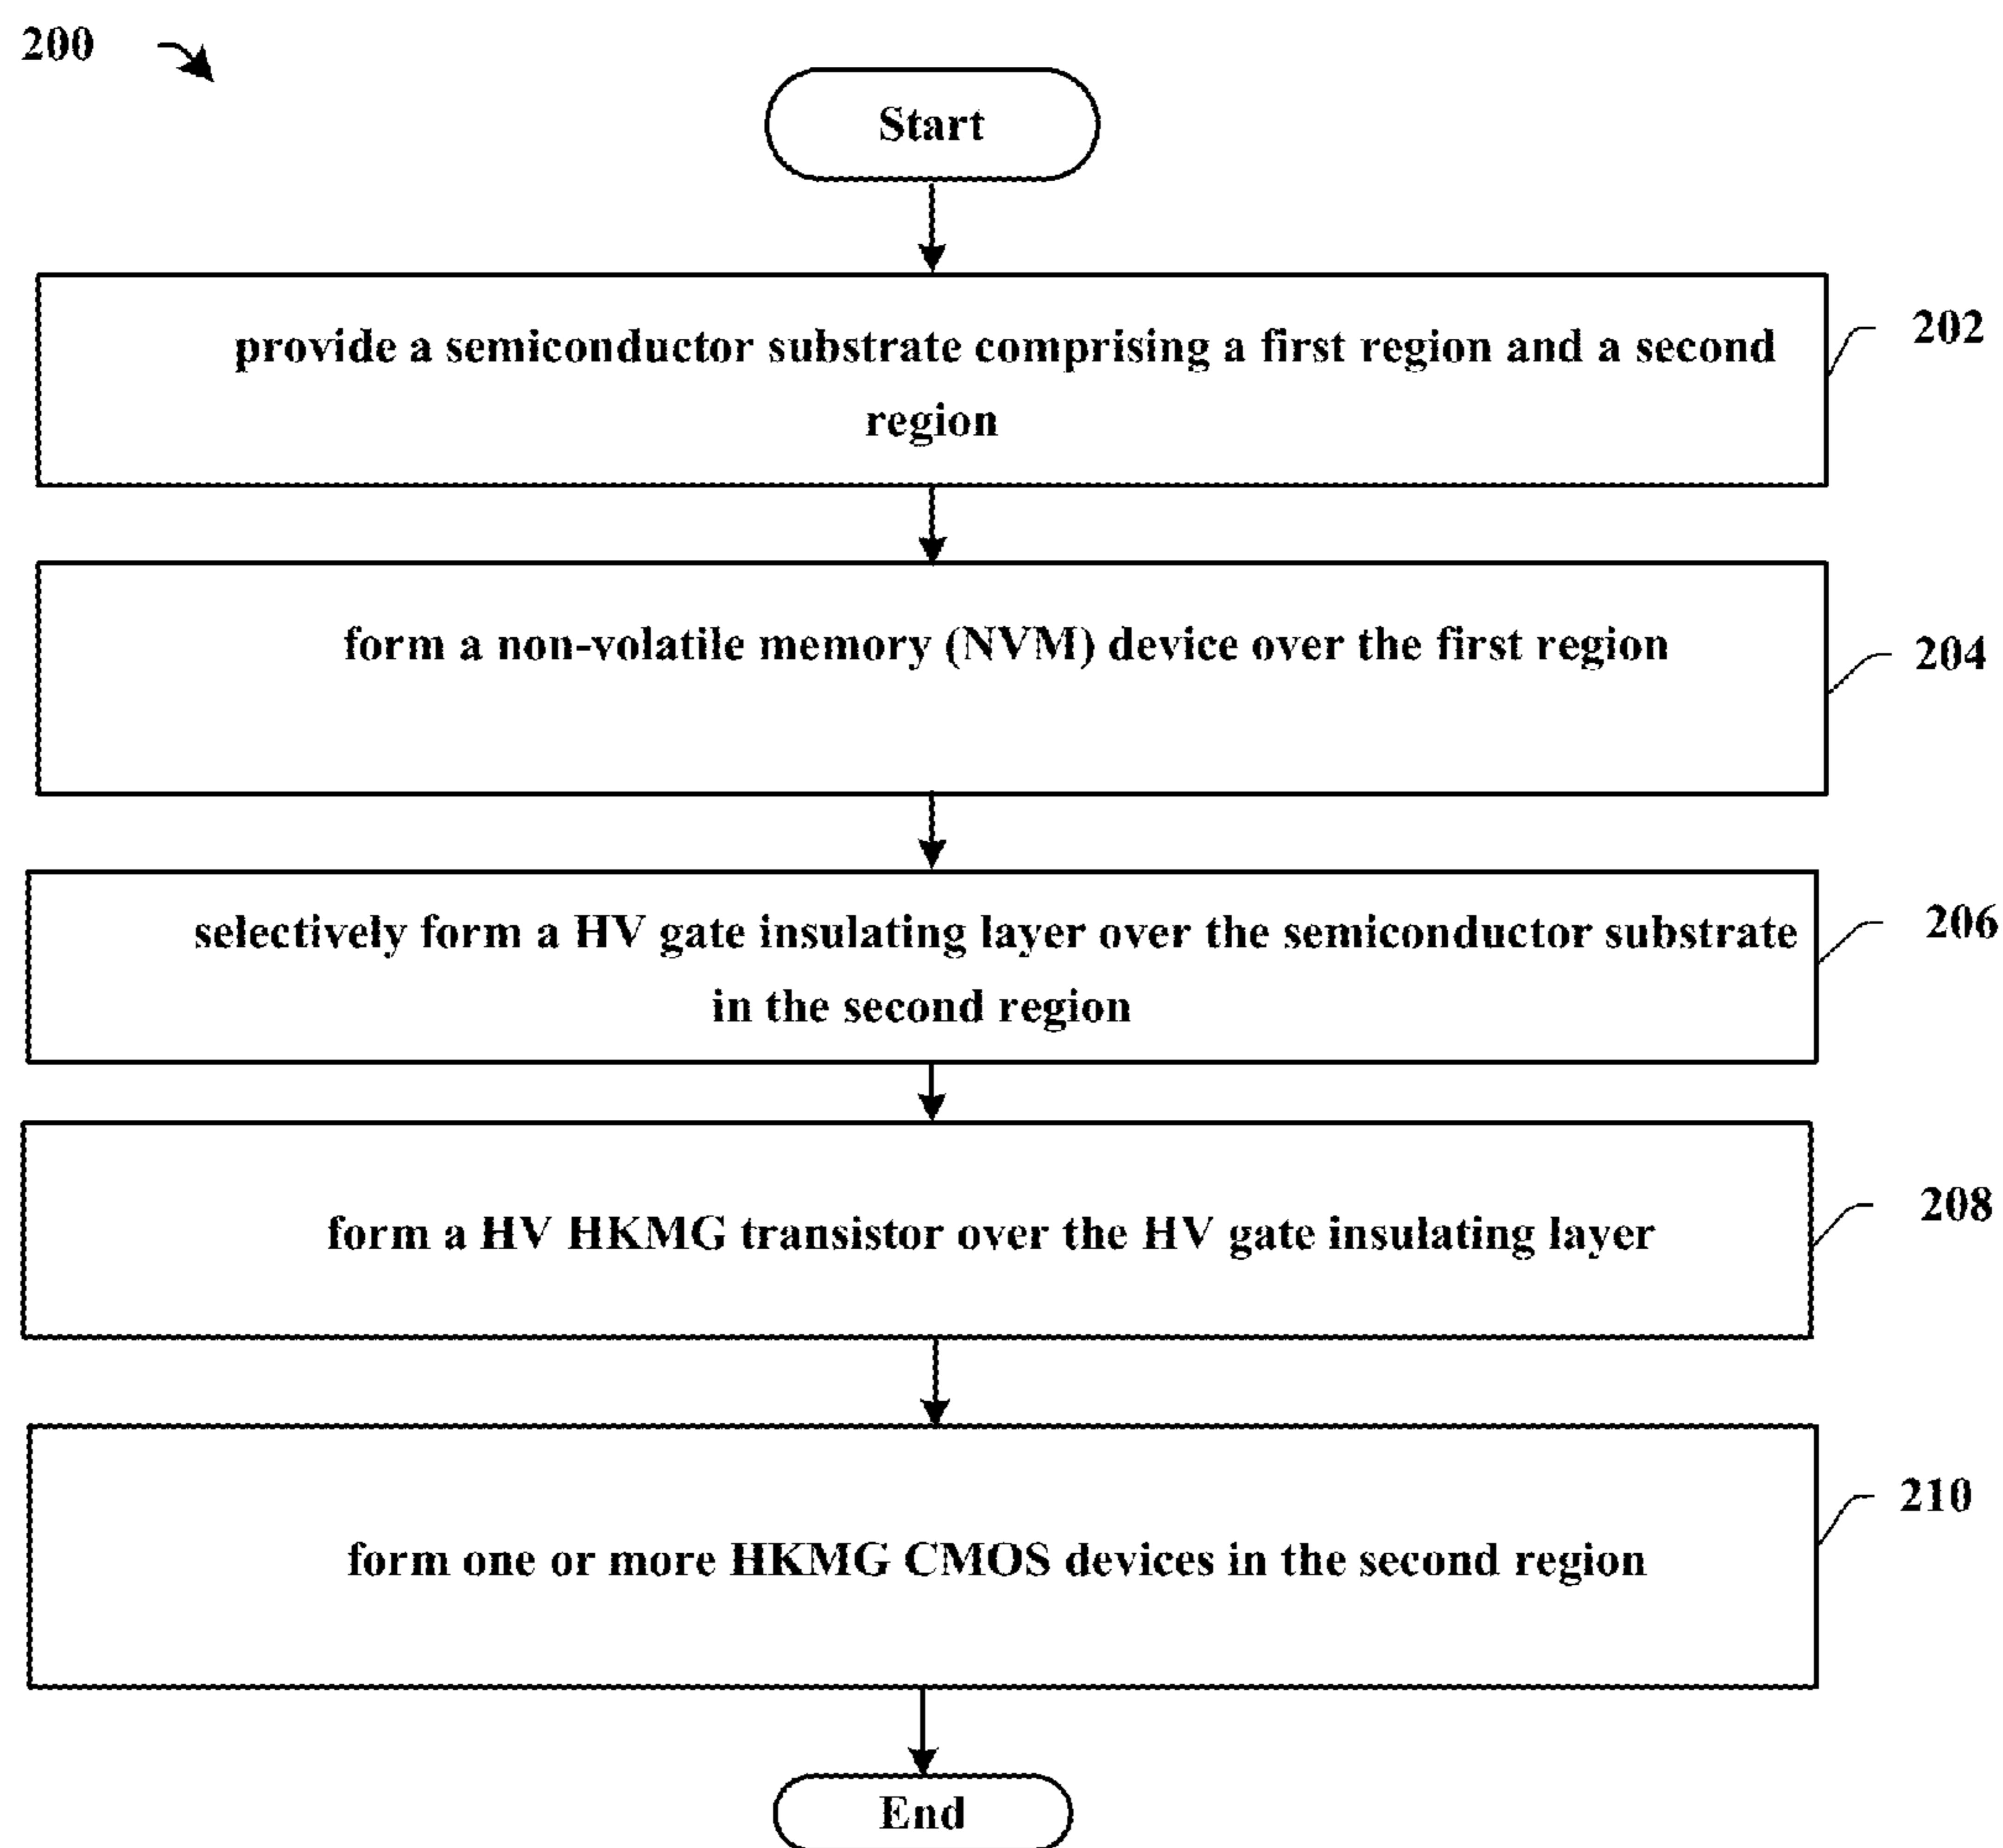 200
Start
provide a semiconductor substrate comprising a first region and a second
region
202
form a non-volatile memory (NVM) device over the first region
204
selectively form a HV gate insulating layer over the semiconductor substrate
in the second region
206
form a HV HKMG transistor over the HV gate insulating layer
208
form one or more HKMG CMOS devices in the second region
210
End